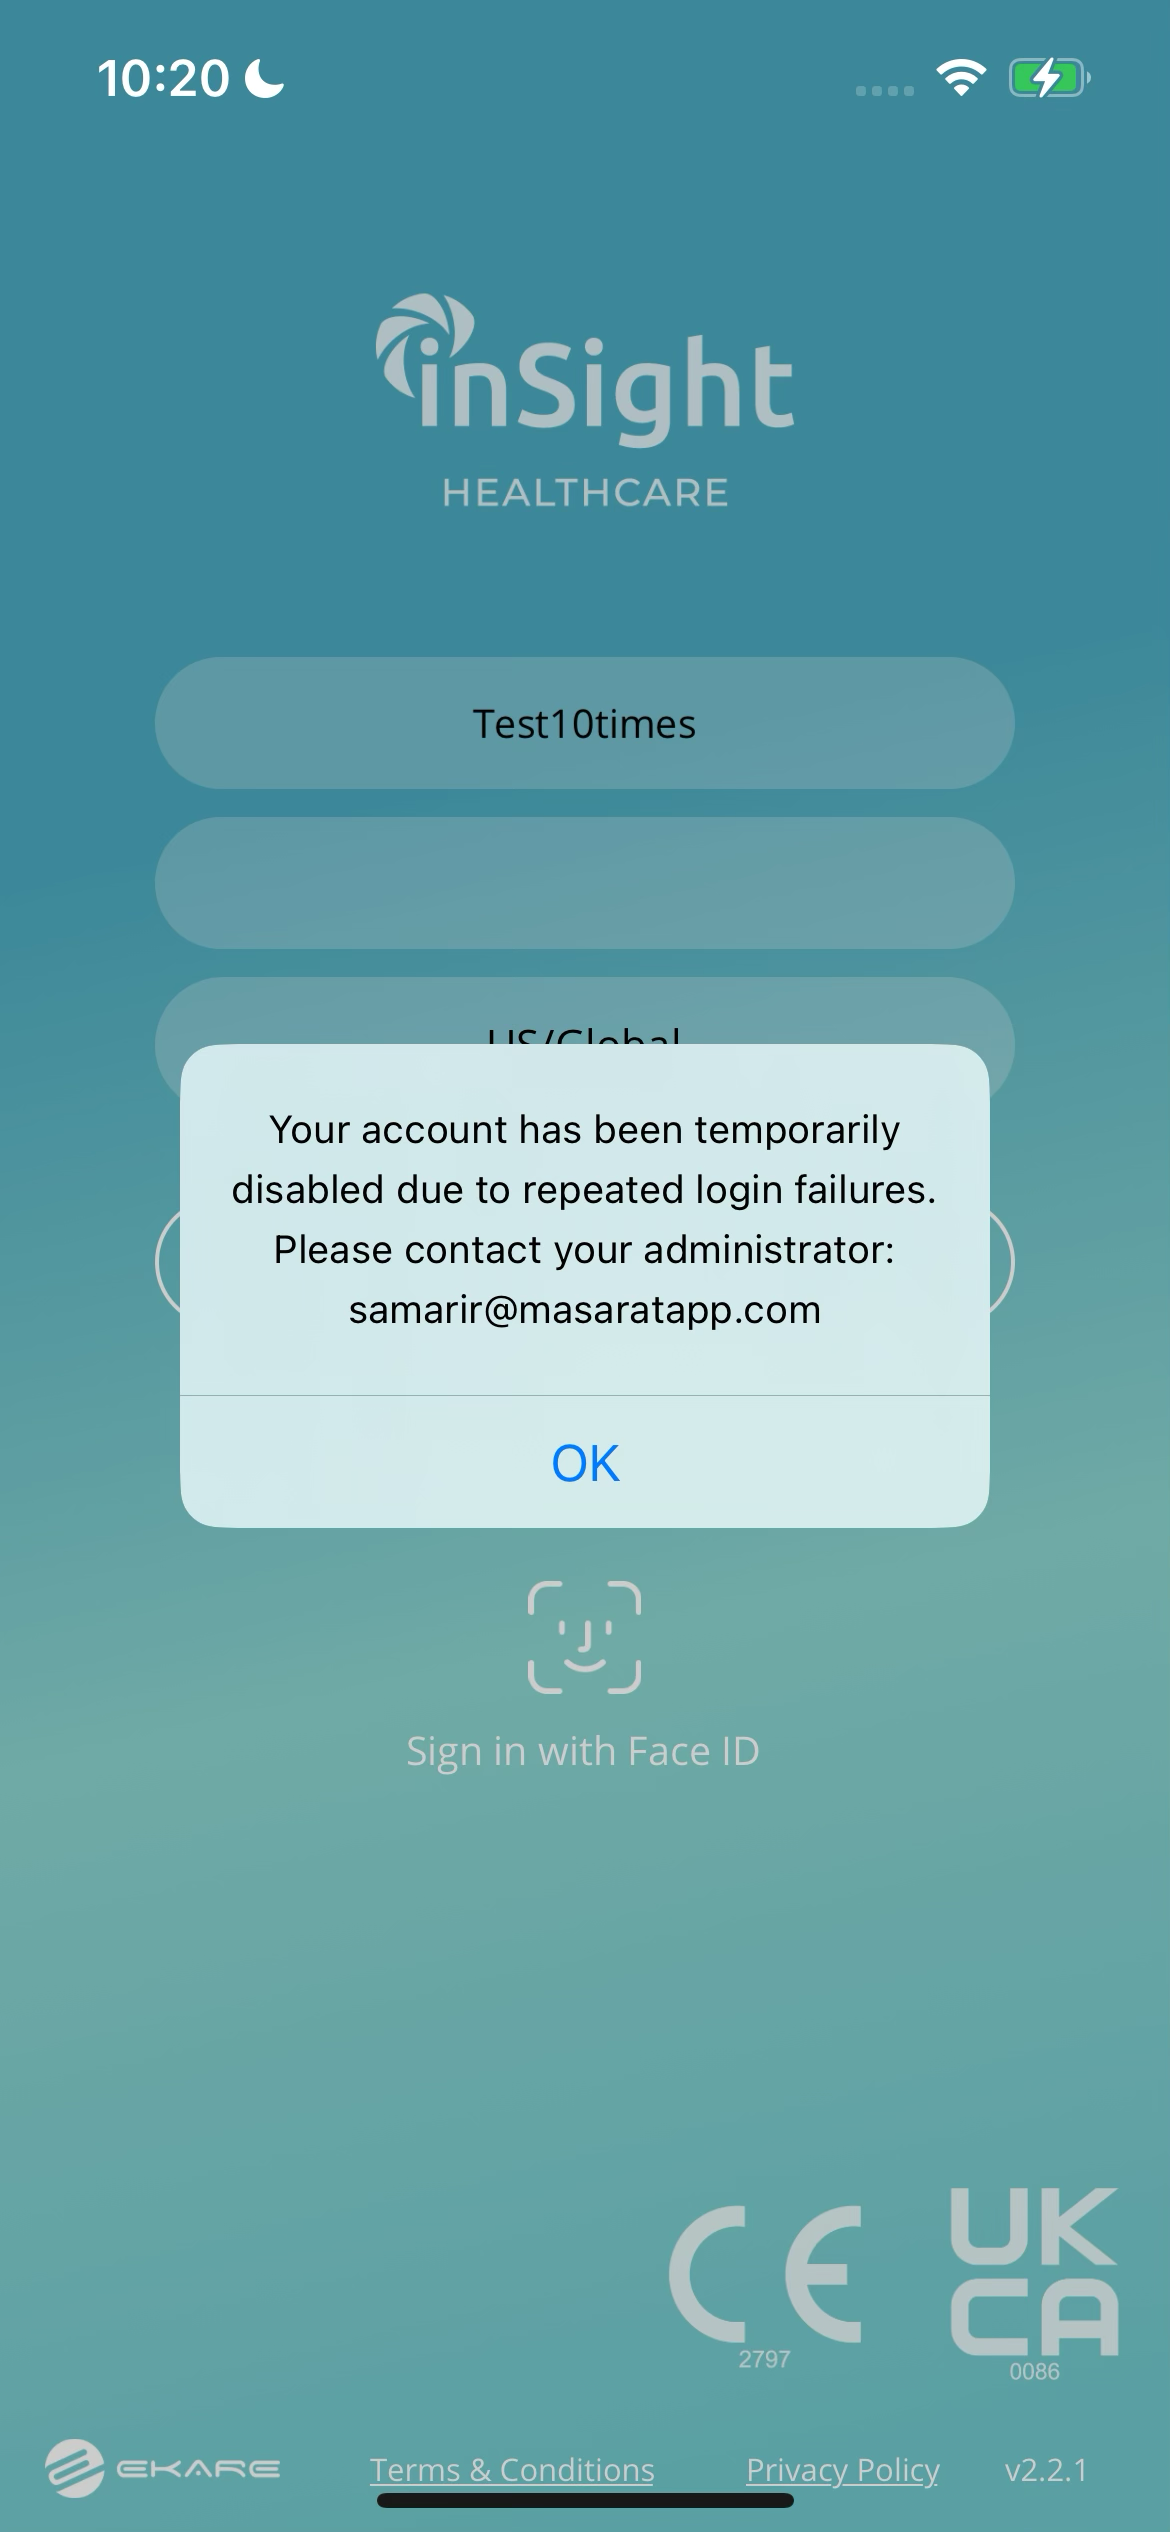 10:20
inSight
HEALTHCARE
Test10times
US/Global
Your account has been temporarily
disabled due to repeated login failures.
Please contact your administrator:
samarir@masaratapp.com
OK
Sign in with Face ID
CE
2797
UK
CA
0086
EKARE
Terms & Conditions
Privacy Policy
v2.2.1